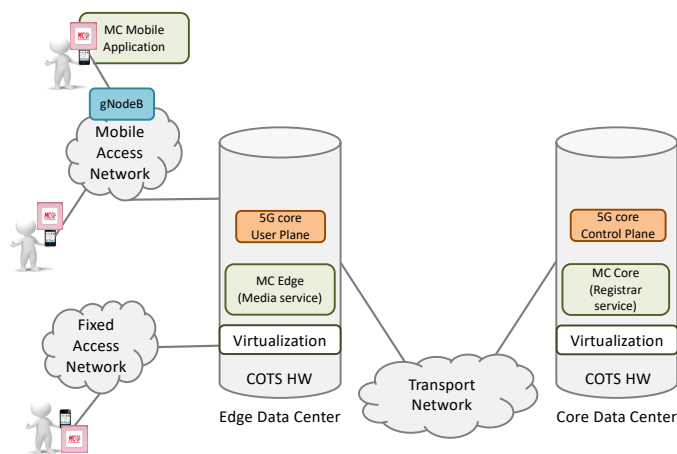 MC Mobile
Application
gNodeB
Mobile
Access
Network
5G core
User Plane
MC Edge
(Media service)
Virtualization
COTS HW
Edge Data Center
Fixed
Access
Network
Transport
Network
5G core
Control Plane
MC Core
(Registrar
service)
Virtualization
COTS HW
Core Data Center